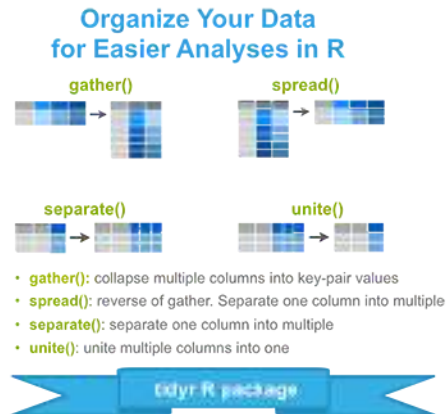 Organize Your Data
for Easier Analyses in R
gather()
spread()
separate()
unite()
• gather(): collapse multiple columns into key-pair values
• spread(): reverse of gather. Separate one column into multiple
• separate(): separate one column into multiple
• unite(): unite multiple columns into one
tidyr R package